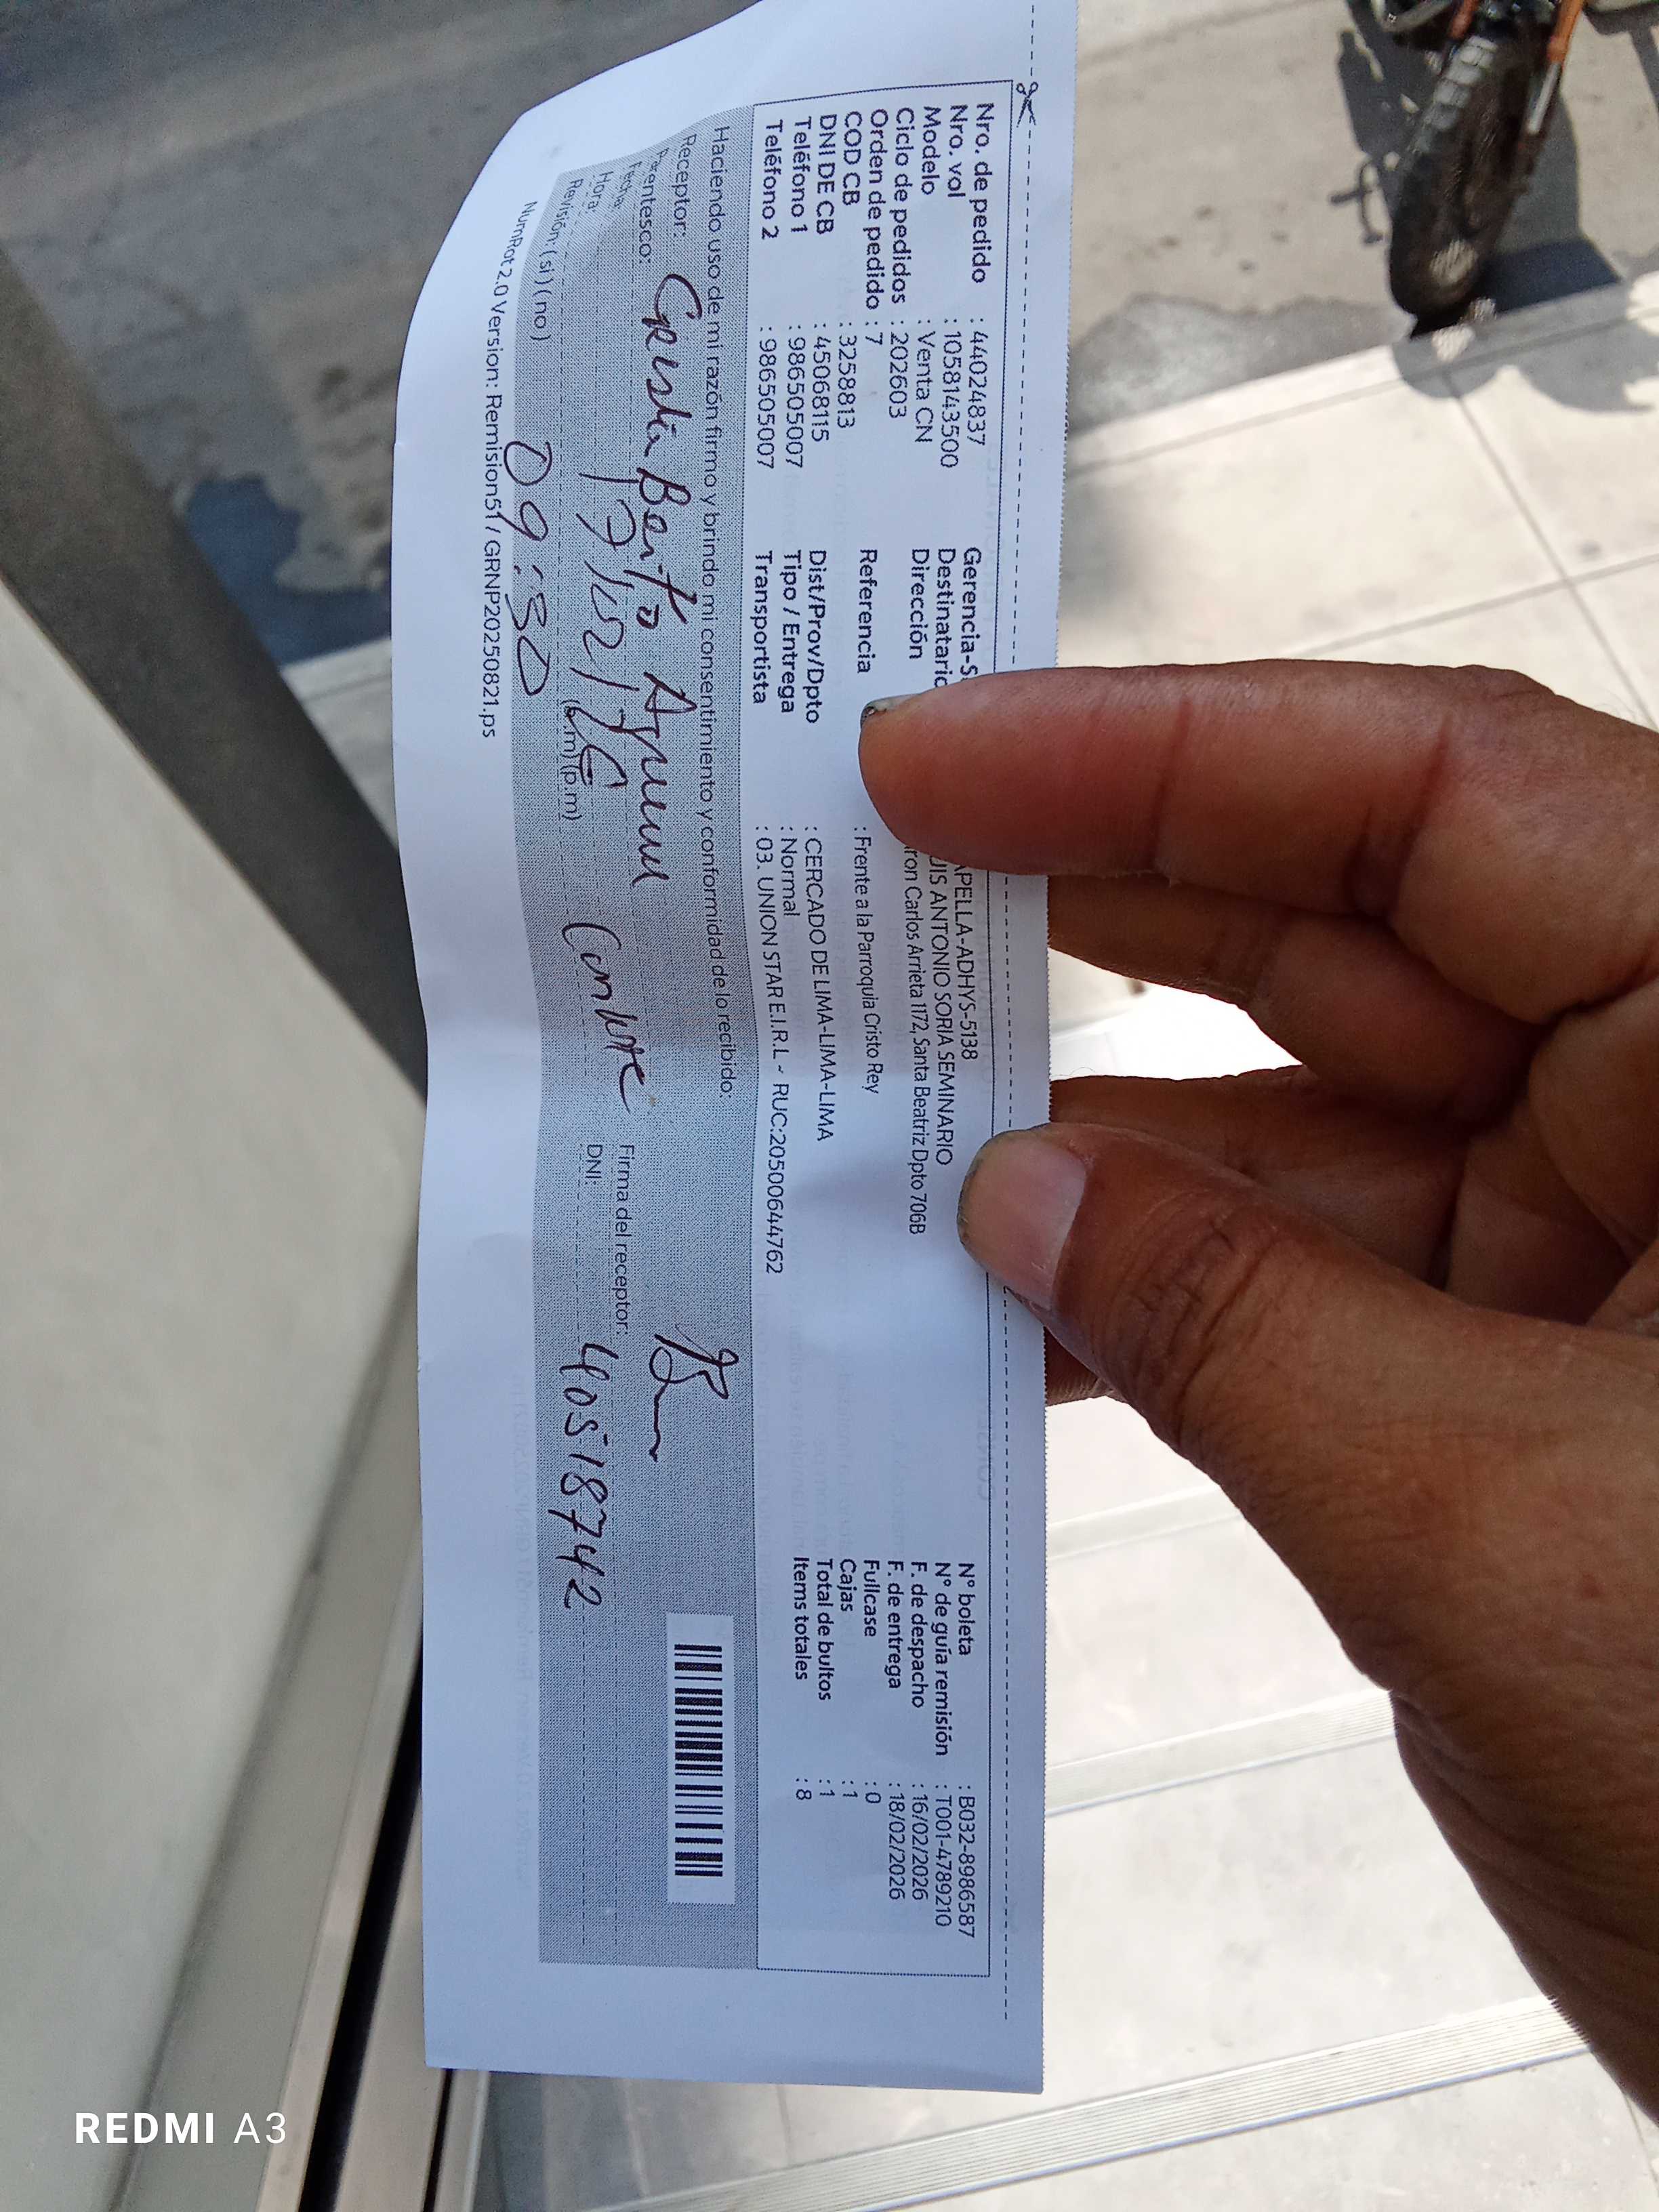 Nro. de pedido : 44024837
Nro. vol : 1058143500
Modelo : Venta CN
Ciclo de pedidos : 202603
Orden de pedido : 7
COD CB : 3258813
DNI DE CB : 45068115
Teléfono 1 : 986505007
Teléfono 2 : 986505007
Gerencia-S APELLA-ADHYS-5138
Destinatario UIS ANTONIO SORIA SEMINARIO
Dirección ron Carlos Arrieta 1172, Santa Beatriz Dpto 706B
Referencia : Frente a la Parroquia Cristo Rey
Dist/Prov/Dpto : CERCADO DE LIMA-LIMA-LIMA
Tipo / Entrega : Normal
Transportista : 03. UNION STAR E.I.R.L - RUC:20500644762
N° boleta : B032-8986587
N° de guía remisión : T001-4789210
F. de despacho : 16/02/2026
F. de entrega : 18/02/2026
Fullcase : 0
Cajas : 1
Total de bultos : 1
Items totales : 8
Haciendo uso de mi razón firmo y brindo mi consentimiento y conformidad de lo recibido:
Receptor: Benito
Parentesco:
Fecha:
Hora: 09:30 (a.m) (p.m)
Revisión: (si) (no)
Firma del receptor:
DNI: 40518742
NumRot2.0 Version: Remision51 / GRNP20250821.ps
REDMI A3